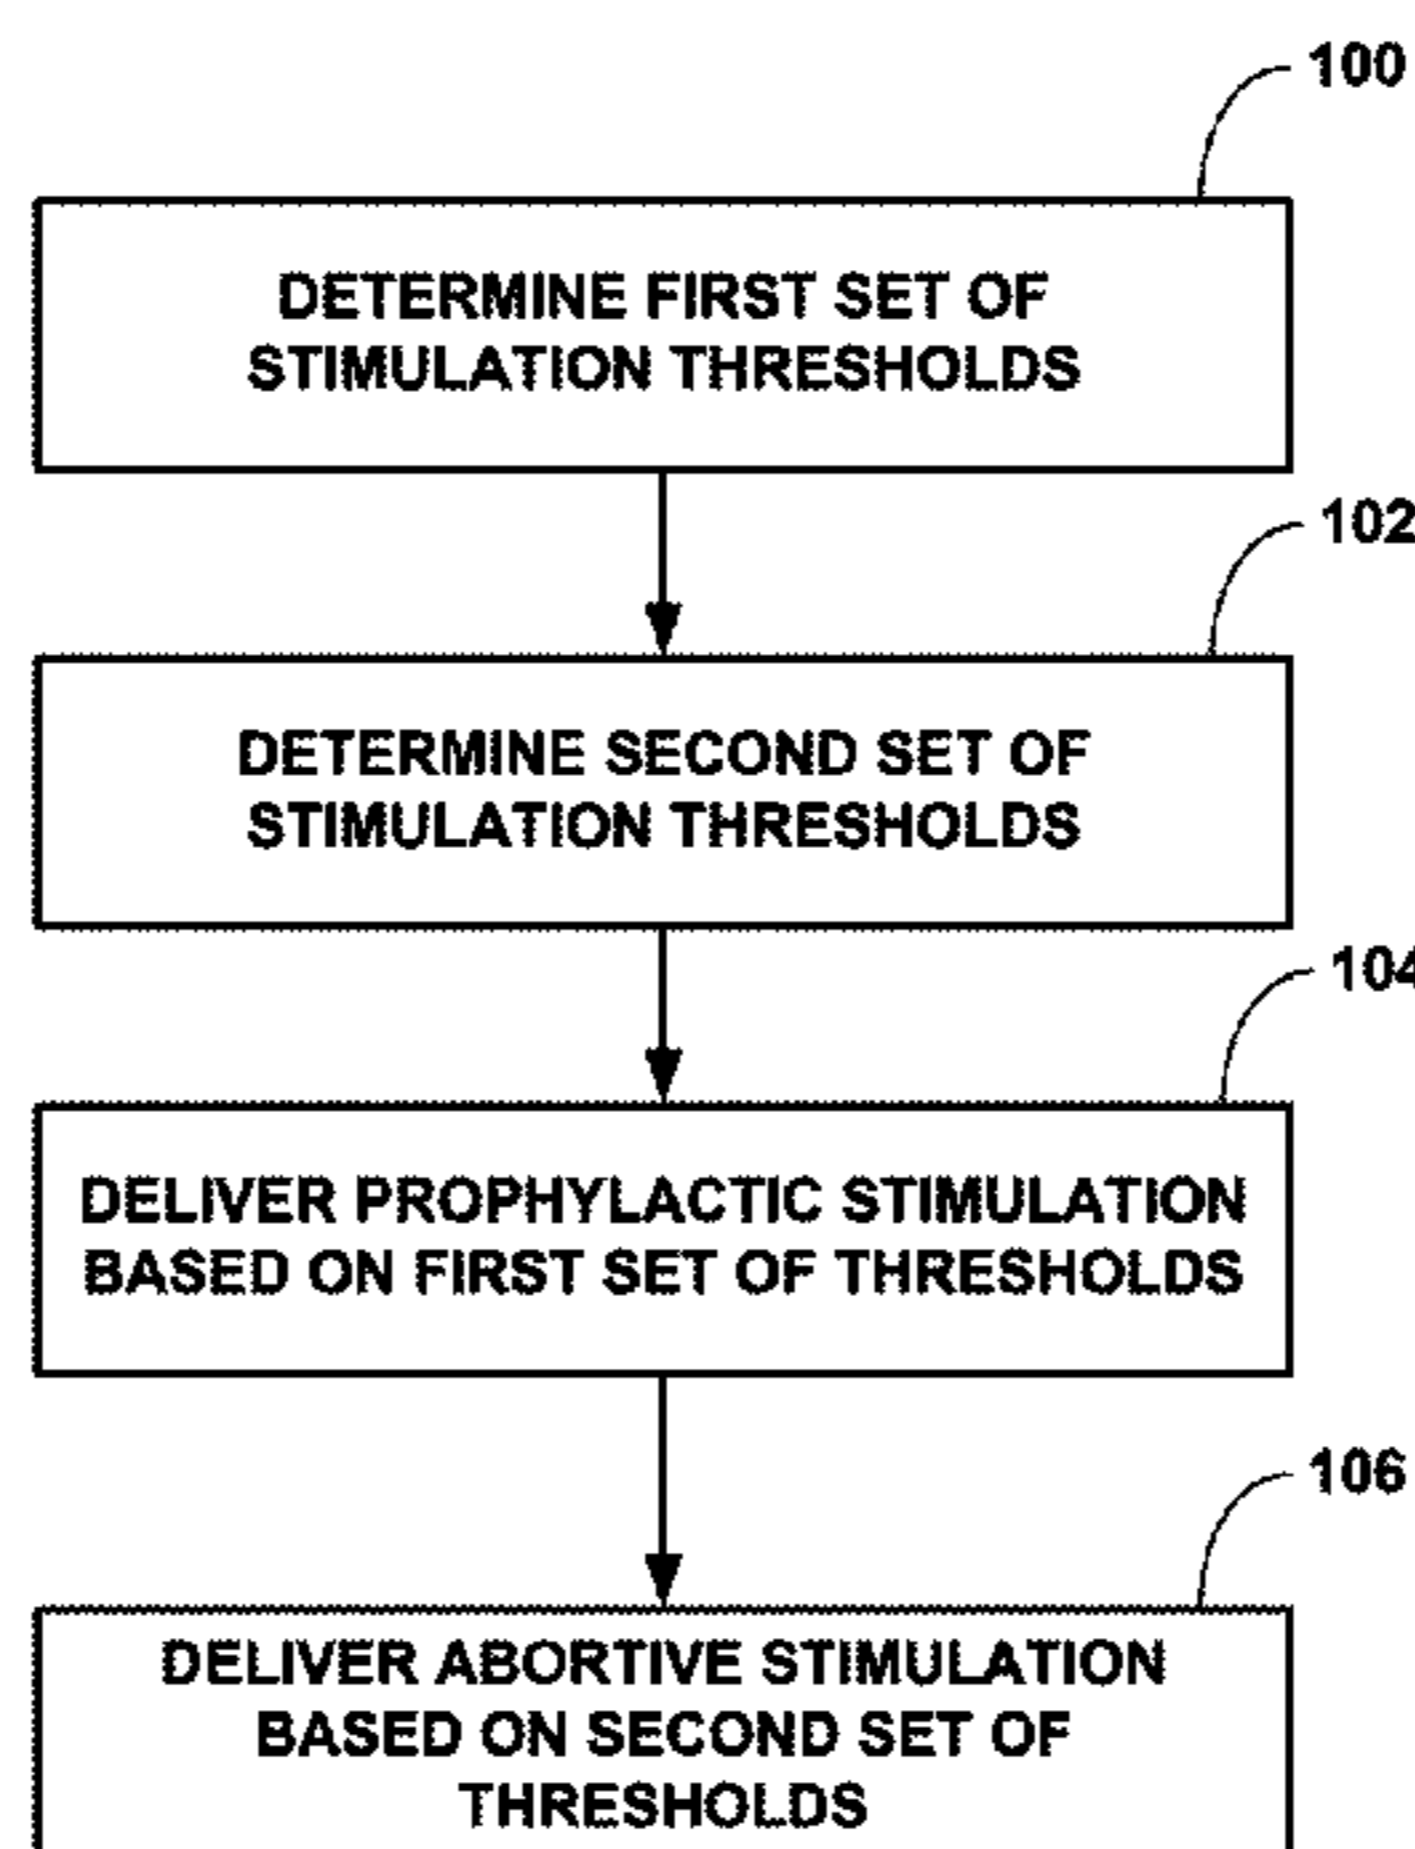 100
DETERMINE FIRST SET OF
STIMULATION THRESHOLDS
102
DETERMINE SECOND SET OF
STIMULATION THRESHOLDS
104
DELIVER PROPHYLACTIC STIMULATION
BASED ON FIRST SET OF THRESHOLDS
106
DELIVER ABORTIVE STIMULATION
BASED ON SECOND SET OF
THRESHOLDS